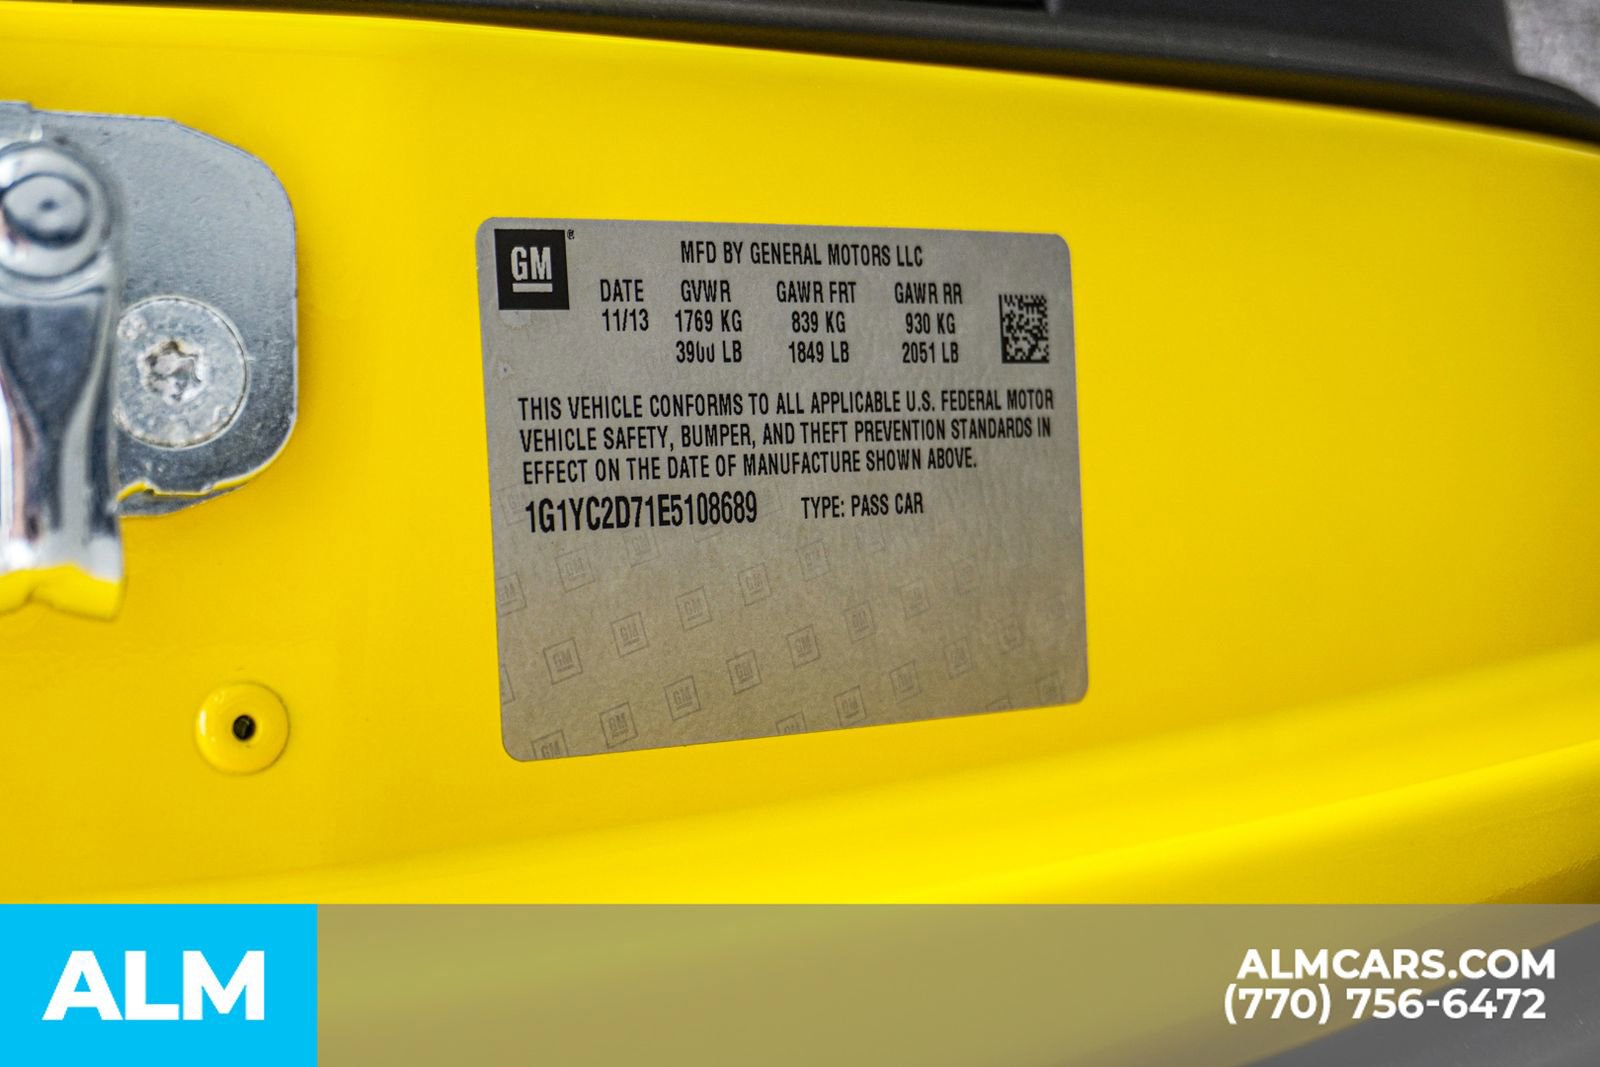 GM®
MFD BY GENERAL MOTORS LLC
DATE GVWR GAWR FRT GAWR RR
11/13 1769 KG 839 KG 930 KG
3900 LB 1849 LB 2051 LB
THIS VEHICLE CONFORMS TO ALL APPLICABLE U.S. FEDERAL MOTOR
VEHICLE SAFETY, BUMPER, AND THEFT PREVENTION STANDARDS IN
EFFECT ON THE DATE OF MANUFACTURE SHOWN ABOVE.
1G1YC2D71E5108689 TYPE: PASS CAR
ALM
ALMCARS.COM
(770) 756-6472